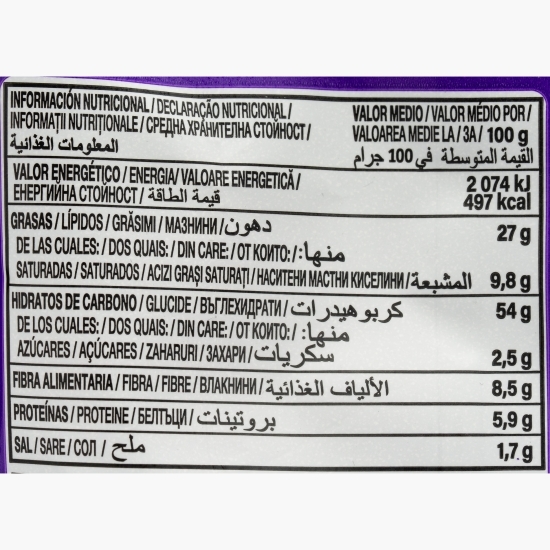 INFORMACIÓN NUTRICIONAL / DECLARAÇÃO NUTRICIONAL /
INFORMAȚII NUTRIȚIONALE / СРЕДНА ХРАНИТЕЛНА СТОЙНОСТ /
المعلومات الغذائية
VALOR MEDIO / VALOR MÉDIO POR /
VALOAREA MEDIE LA / ЗА / 100 g
القيمة المتوسطة في 100 جرام
VALOR ENERGÉTICO / ENERGIA/ VALOARE ENERGETICĂ /
ЕНЕРГИЙНА СТОЙНОСТ / قيمة الطاقة
2 074 kJ
497 kcal
GRASAS / LÍPIDOS / GRĂSIMI / МАЗНИНИ / دهون 27 g
DE LAS CUALES: / DOS QUAIS: / DIN CARE: / ОТ КОИТО: / منها:
SATURADAS / SATURADOS / ACIZI GRAȘI SATURAȚI / НАСИТЕНИ МАСТНИ КИСЕЛИНИ / المشبعة 9,8 g
HIDRATOS DE CARBONO / GLUCIDE / ВЪГЛЕХИДРАТИ / كربوهيدرات 54 g
DE LOS CUALES: / DOS QUAIS: / DIN CARE: / ОТ КОИТО: / منها:
AZÚCARES / AÇÚCARES / ZAHARURI / ЗАХАРИ / سكريات 2,5 g
FIBRA ALIMENTARIA / FIBRA / FIBRE / ВЛАКНИНИ / الألياف الغذائية 8,5 g
PROTEÍNAS / PROTEINE / БЕЛТЪЦИ / بروتينات 5,9 g
SAL / SARE / СОЛ / ملح 1,7 g